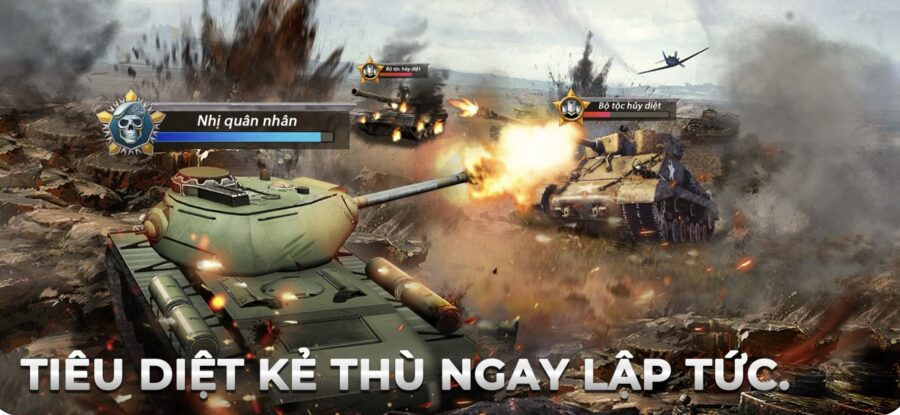 Bộ tộc hủy diệt
Bộ tộc hủy diệt
Nhị quân nhân
TIÊU DIỆT KẺ THÙ NGAY LẬP TỨC.